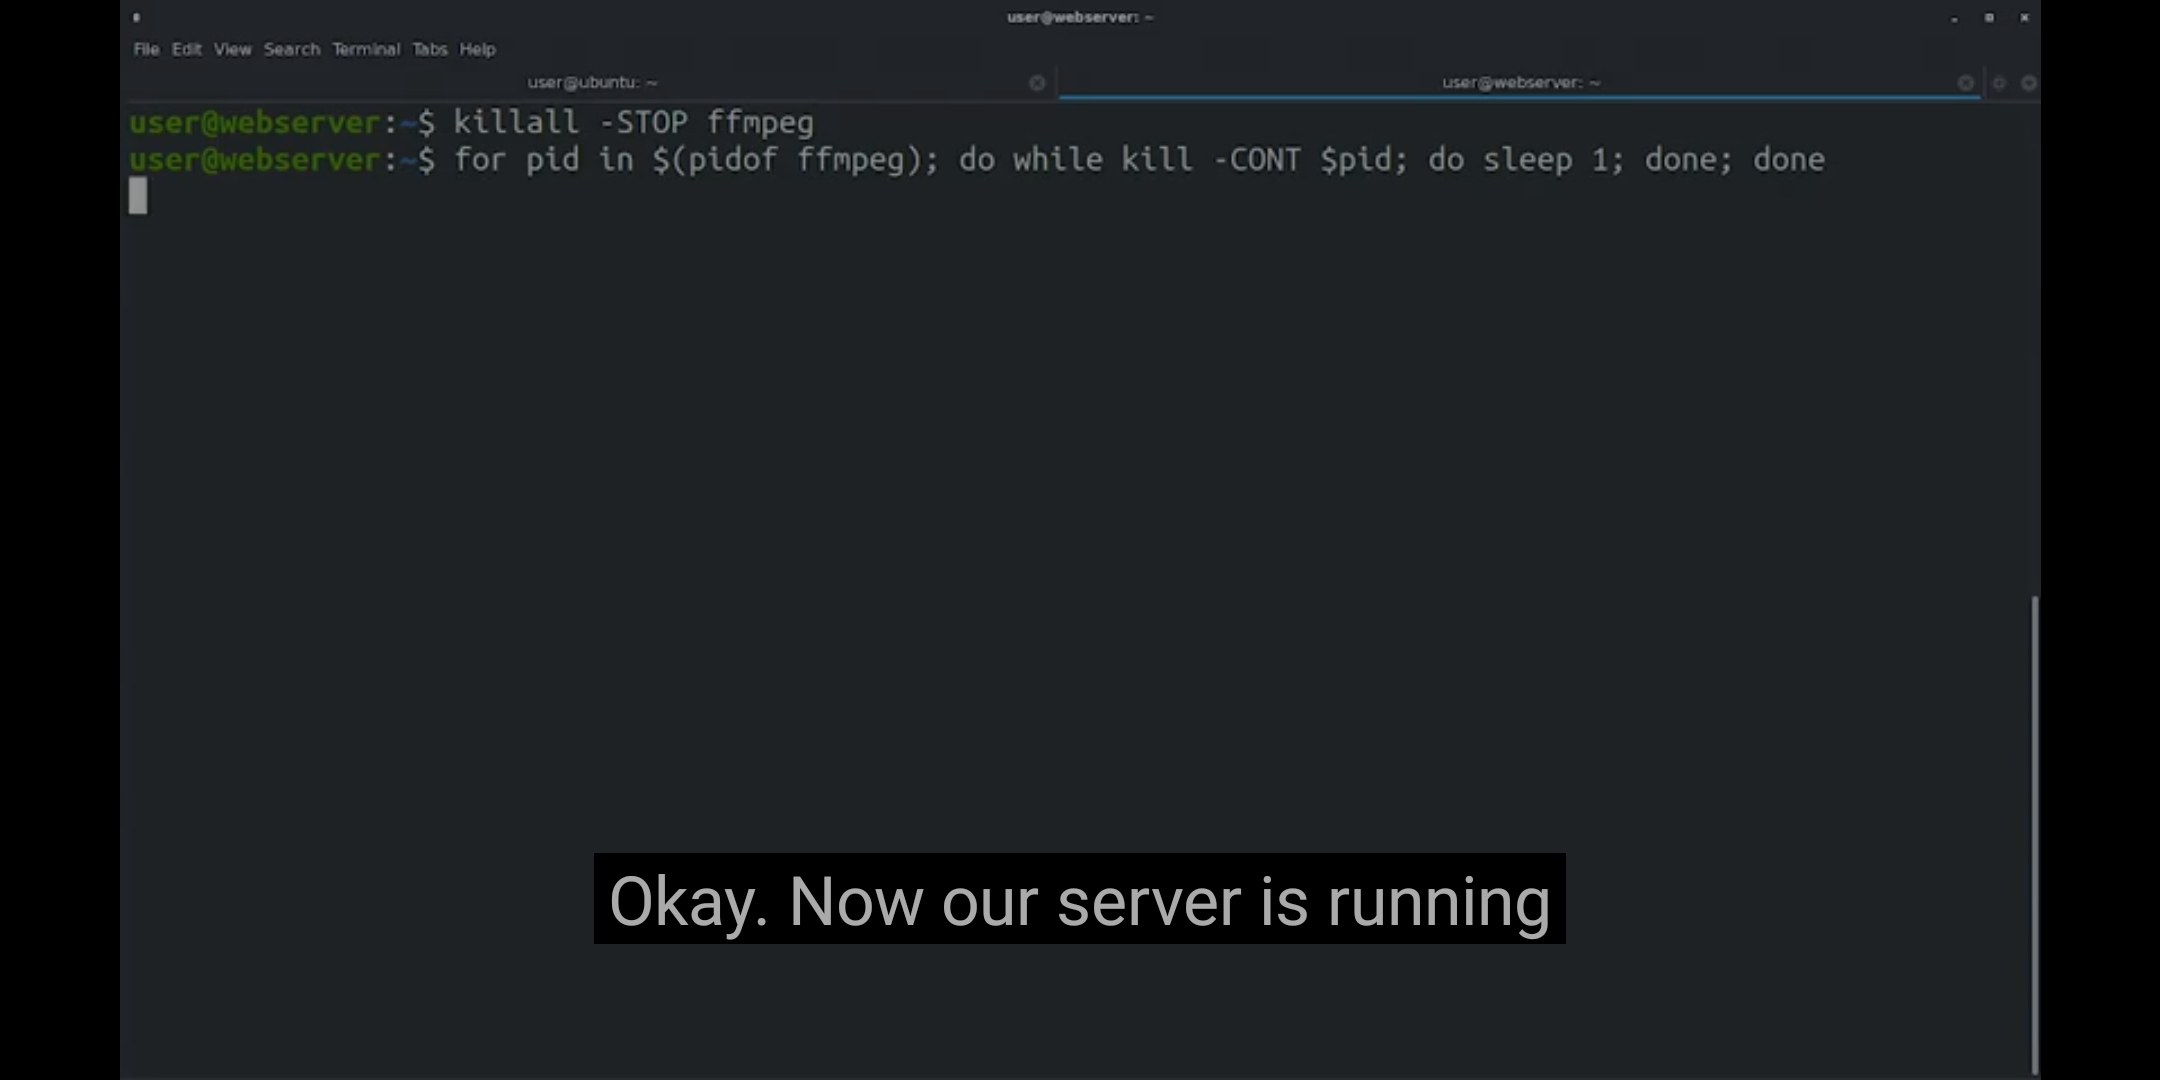 user@webserver: ~
File Edit View Search Terminal Tabs Help
user@ubuntu: ~
user@webserver: ~
user@webserver:~$ killall -STOP ffmpeg
user@webserver:~$ for pid in $(pidof ffmpeg); do while kill -CONT $pid; do sleep 1; done; done
Okay. Now our server is running